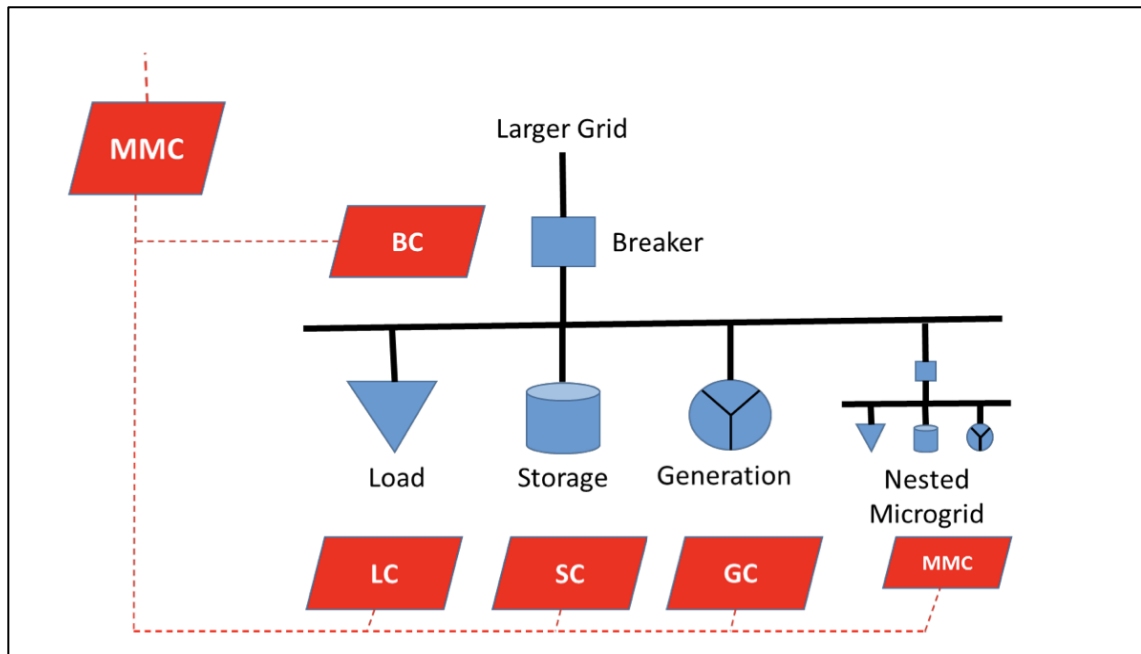 MMC
Larger Grid
BC
Breaker
Load
Storage
Generation
Nested
Microgrid
LC
SC
GC
MMC